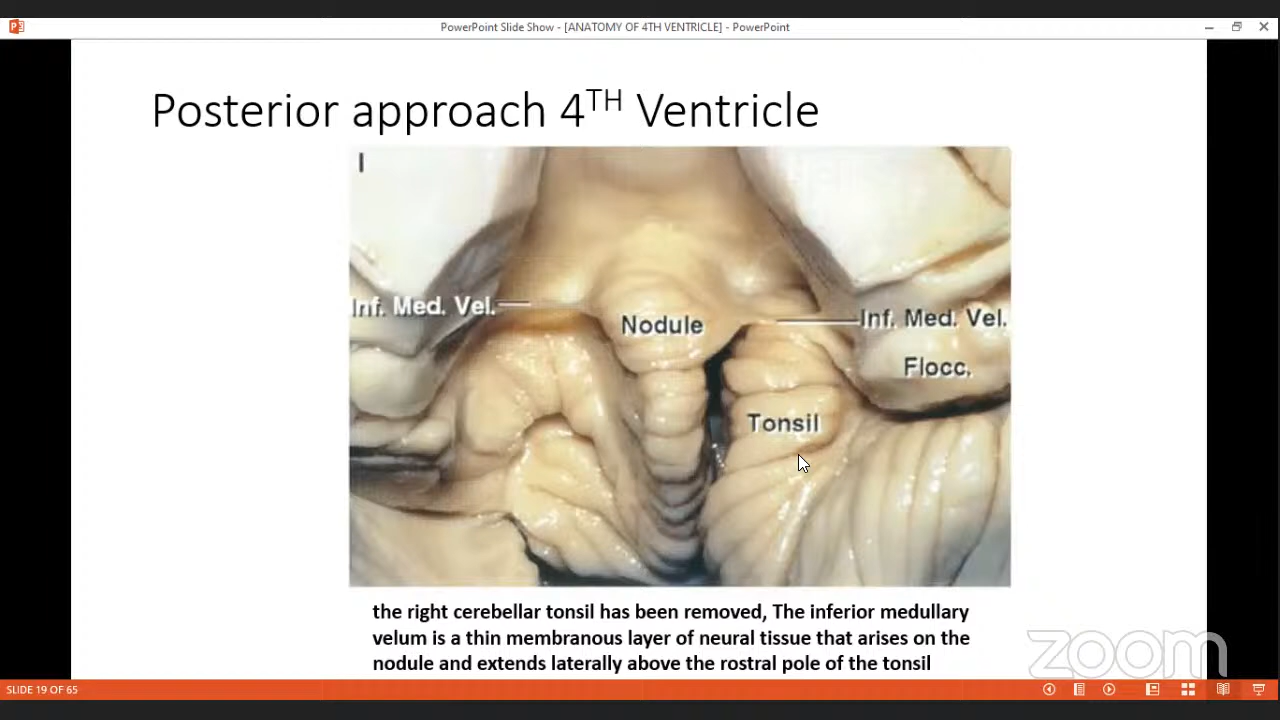 PowerPoint Slide Show - [ANATOMY OF 4TH VENTRICLE] - PowerPoint
Posterior approach 4TH Ventricle
I
Inf. Med. Vel.
Nodule
Inf. Med. Vel.
Flocc.
Tonsil
the right cerebellar tonsil has been removed, The inferior medullary
velum is a thin membranous layer of neural tissue that arises on the
nodule and extends laterally above the rostral pole of the tonsil
zoom
SLIDE 19 OF 65